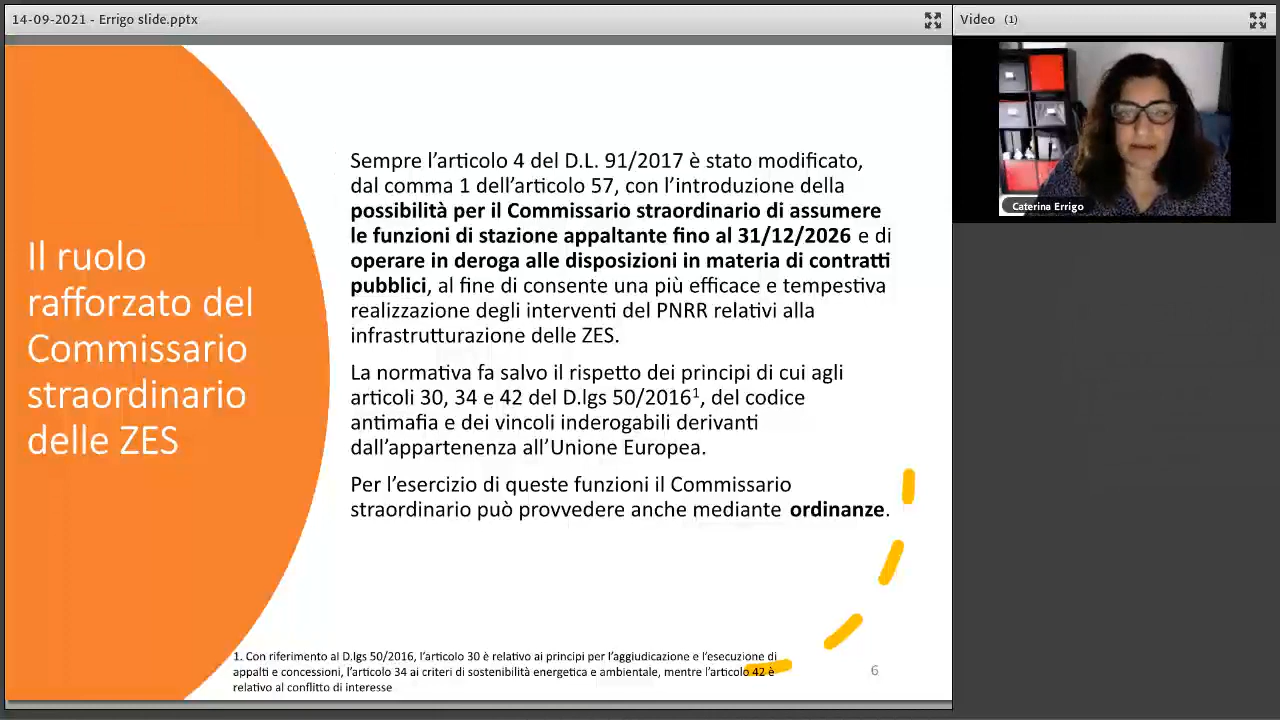 14-09-2021 - Errigo slide.pptx
Video (1)
Caterina Errigo
Il ruolo
rafforzato del
Commissario
straordinario
delle ZES
Sempre l’articolo 4 del D.L. 91/2017 è stato modificato,
dal comma 1 dell’articolo 57, con l’introduzione della
possibilità per il Commissario straordinario di assumere
le funzioni di stazione appaltante fino al 31/12/2026 e di
operare in deroga alle disposizioni in materia di contratti
pubblici, al fine di consente una più efficace e tempestiva
realizzazione degli interventi del PNRR relativi alla
infrastrutturazione delle ZES.
La normativa fa salvo il rispetto dei principi di cui agli
articoli 30, 34 e 42 del D.lgs 50/2016¹, del codice
antimafia e dei vincoli inderogabili derivanti
dall’appartenenza all’Unione Europea.
Per l’esercizio di queste funzioni il Commissario
straordinario può provvedere anche mediante ordinanze.
1. Con riferimento al D.lgs 50/2016, l’articolo 30 è relativo ai principi per l’aggiudicazione e l’esecuzione di
appalti e concessioni, l’articolo 34 ai criteri di sostenibilità energetica e ambientale, mentre l’articolo 42 è
relativo al conflitto di interesse
6